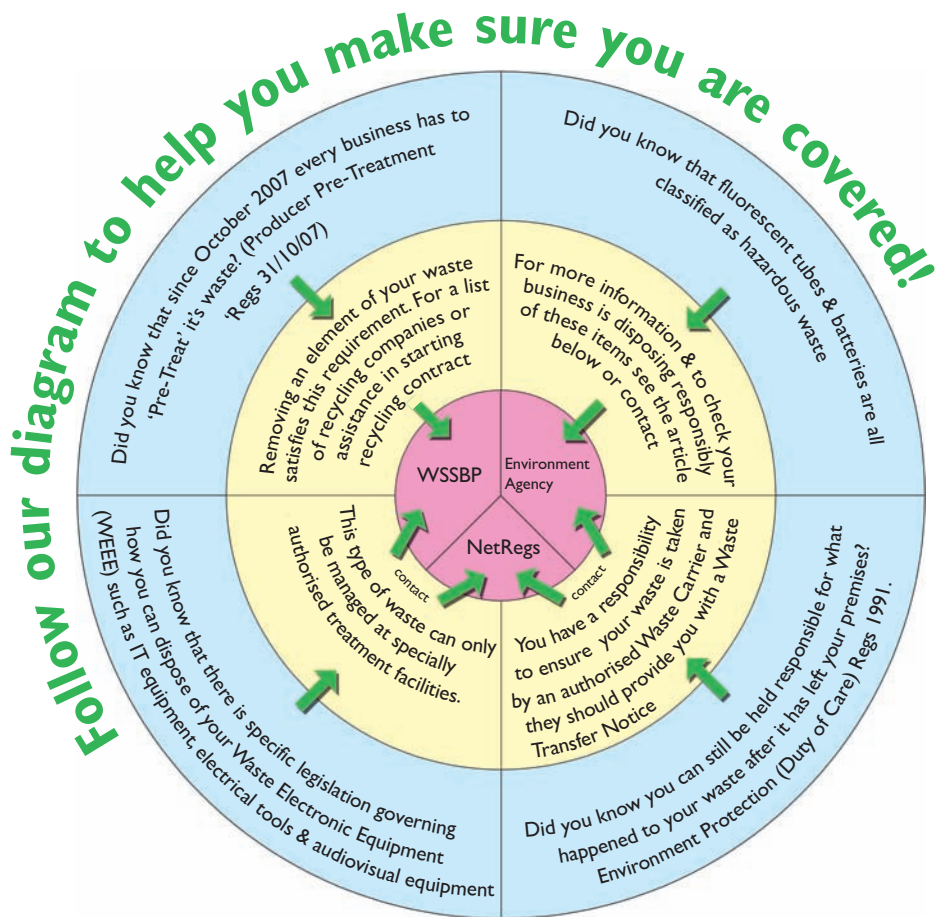 Follow our diagram to help you make sure you are covered!
Did you know that since October 2007 every business has to
'Pre-Treat' it's waste? (Producer Pre-Treatment
'Regs 31/10/07)
Did you know that fluorescent tubes & batteries are all
classified as hazardous waste
Removing an element of your waste
satisfies this requirement. For a list
of recycling companies or
assistance in starting
recycling contract
For more information & to check your
business is disposing responsibly
of these items see the article
below or contact
WSSBP
Environment
Agency
NetRegs
contact
contact
This type of waste can only
be managed at specially
authorised treatment facilities.
You have a responsibility
to ensure your waste is taken
by an authorised Waste Carrier and
they should provide you with a Waste
Transfer Notice
Did you know that there is specific legislation governing
how you can dispose of your Waste Electronic Equipment
(WEEE) such as IT equipment, electrical tools & audiovisual equipment
Did you know you can still be held responsible for what
happened to your waste after it has left your premises?
Environment Protection (Duty of Care) Regs 1991.